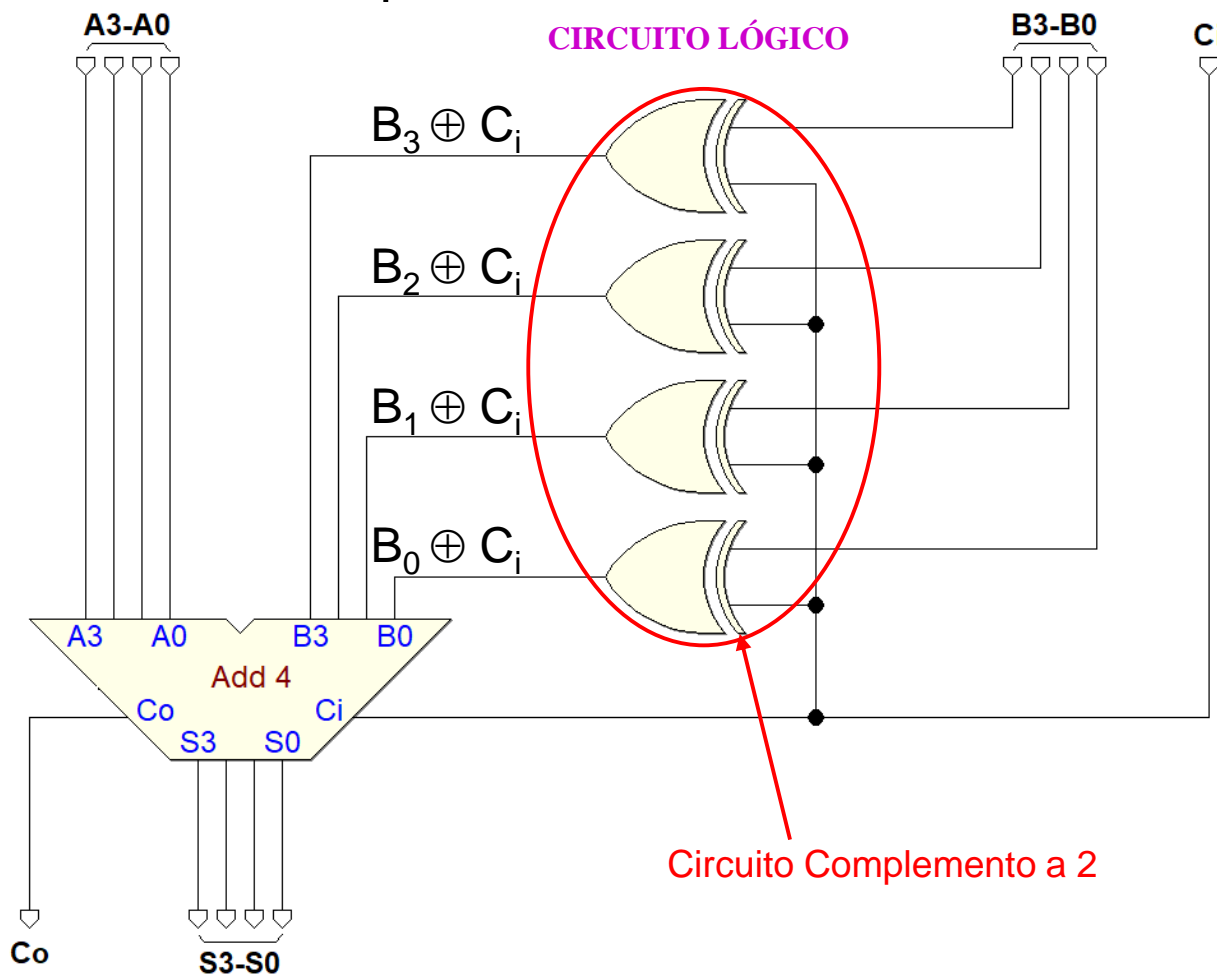 A3-A0
CIRCUITO LÓGICO
B3-B0
C
B₃ ⊕ Cᵢ
B₂ ⊕ Cᵢ
B₁ ⊕ Cᵢ
B₀ ⊕ Cᵢ
A3 A0 B3 B0
Add 4
Co Ci
S3 S0
Circuito Complemento a 2
Co
S3-S0